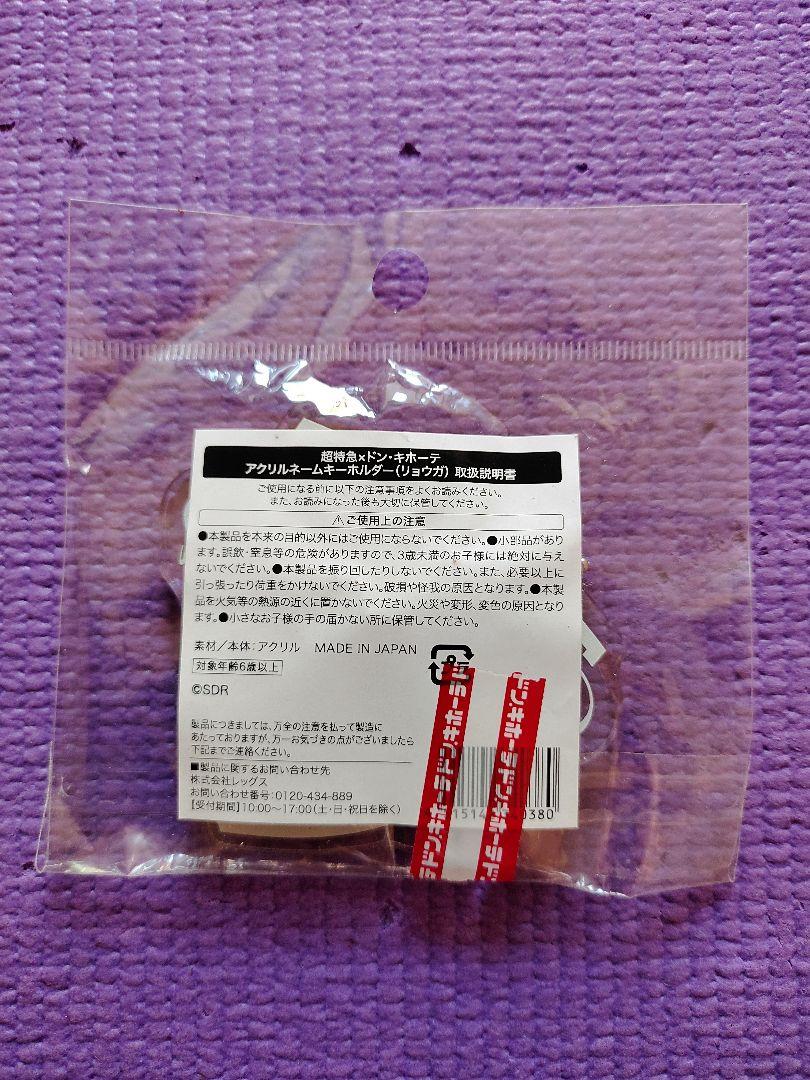 超特急×ドン・キホーテ
アクリルネームキーホルダー(リョウガ) 取扱説明書
ご使用になる前に以下の注意事項をよくお読みください。
また、お読みになった後も大切に保管してください。
⚠ご使用上の注意
●本製品を本来の目的以外にはご使用にならないでください。●小部品があり
ます。誤飲・窒息等の危険がありますので、3歳未満のお子様には絶対に与え
ないでください。●本製品を振り回したりしないでください。また、必要以上に
引っ張ったり荷重をかけないでください。破損や怪我の原因となります。●本製
品を火気等の熱源の近くに置かないでください。火災や変形、変色の原因となり
ます。●小さなお子様の手の届かない所に保管してください。
素材/本体:アクリル MADE IN JAPAN
対象年齢6歳以上
©SDR
製品につきましては、万全の注意を払って製造に
あたっておりますが、万一お気づきの点がございましたら
下記までご連絡ください。
■製品に関するお問い合わせ先
株式会社レッグス
お問い合わせ番号:0120-434-889
【受付期間】10:00～17:00(土・日・祝日を除く)
ドン.キホーテ
ドン.キホーテ